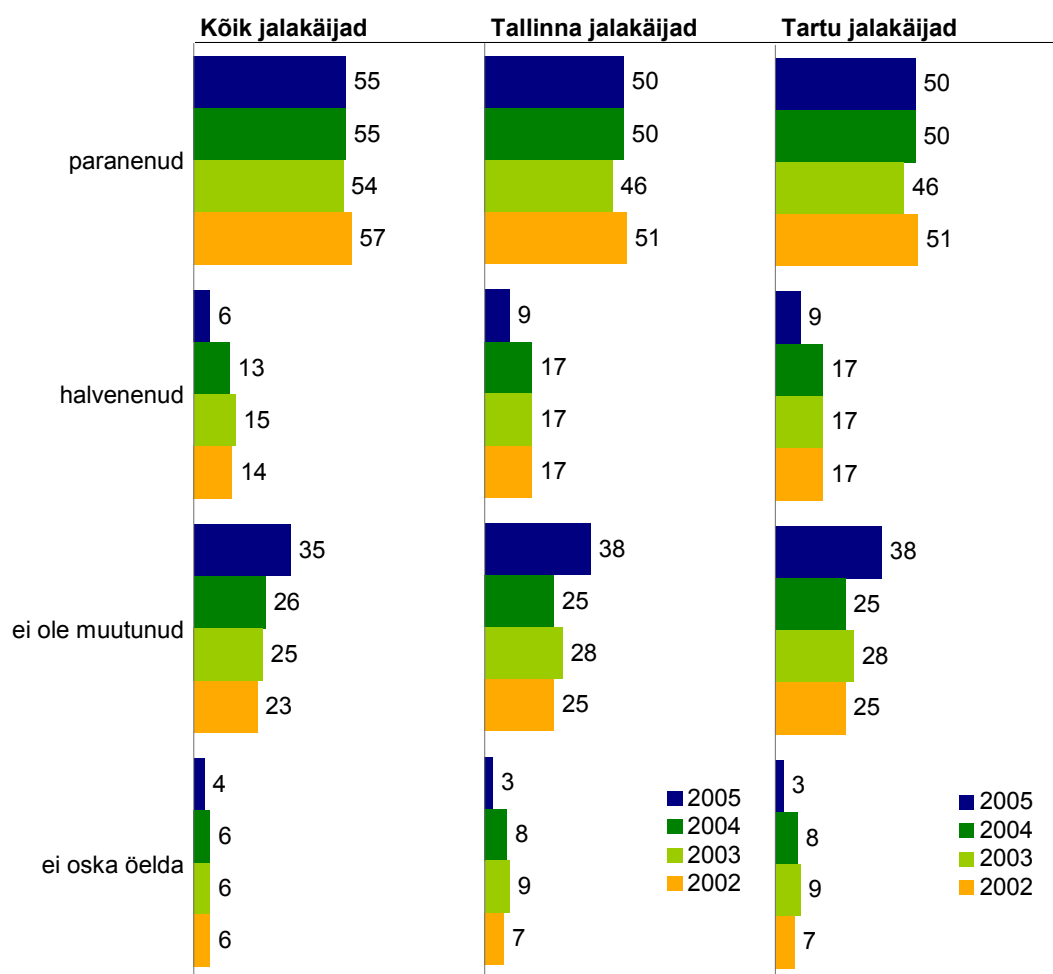 Kõik jalakäijad Tallinna jalakäijad Tartu jalakäijad
55 50 50
55 50 50
paranenud
54 46 46
57 51 51
6 9 9
13 17 17
halvenenud
15 17 17
14 17 17
35 38 38
26 25 25
ei ole muutunud
25 28 28
23 25 25
4 3 3
6 8 8
ei oska öelda
6 9 9
6 7 7
2005 2005
2004 2004
2003 2003
2002 2002